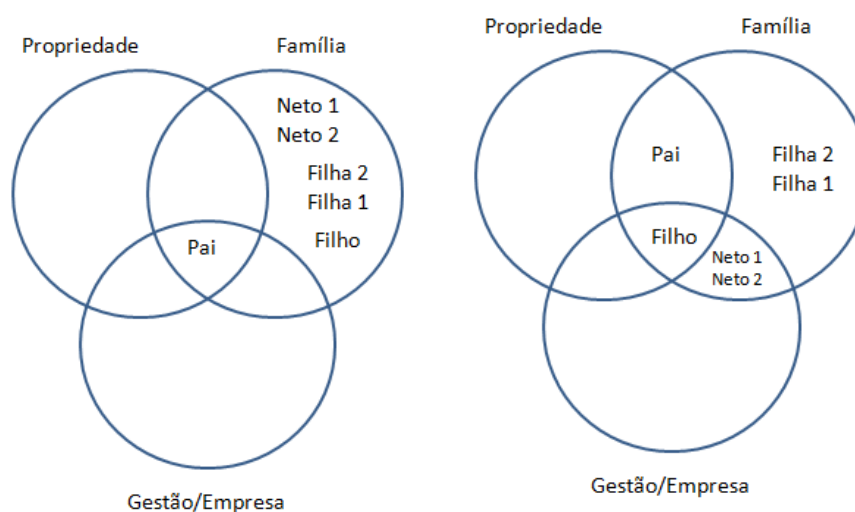 Propriedade
Família
Neto 1
Neto 2
Filha 2
Filha 1
Filho
Pai
Gestão/Empresa
Propriedade
Família
Pai
Filha 2
Filha 1
Filho
Neto 1
Neto 2
Gestão/Empresa